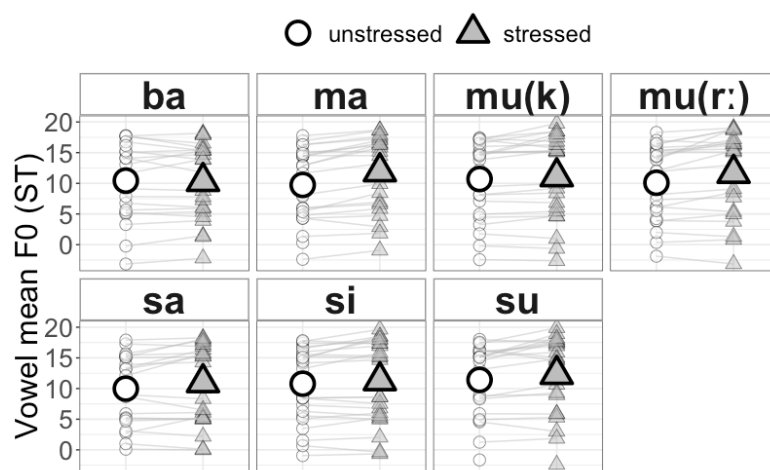 unstressed stressed
ba ma mu(k) mu(rː)
20
15
10
5
0
sa si su
20
15
10
5
0
Vowel mean F0 (ST)